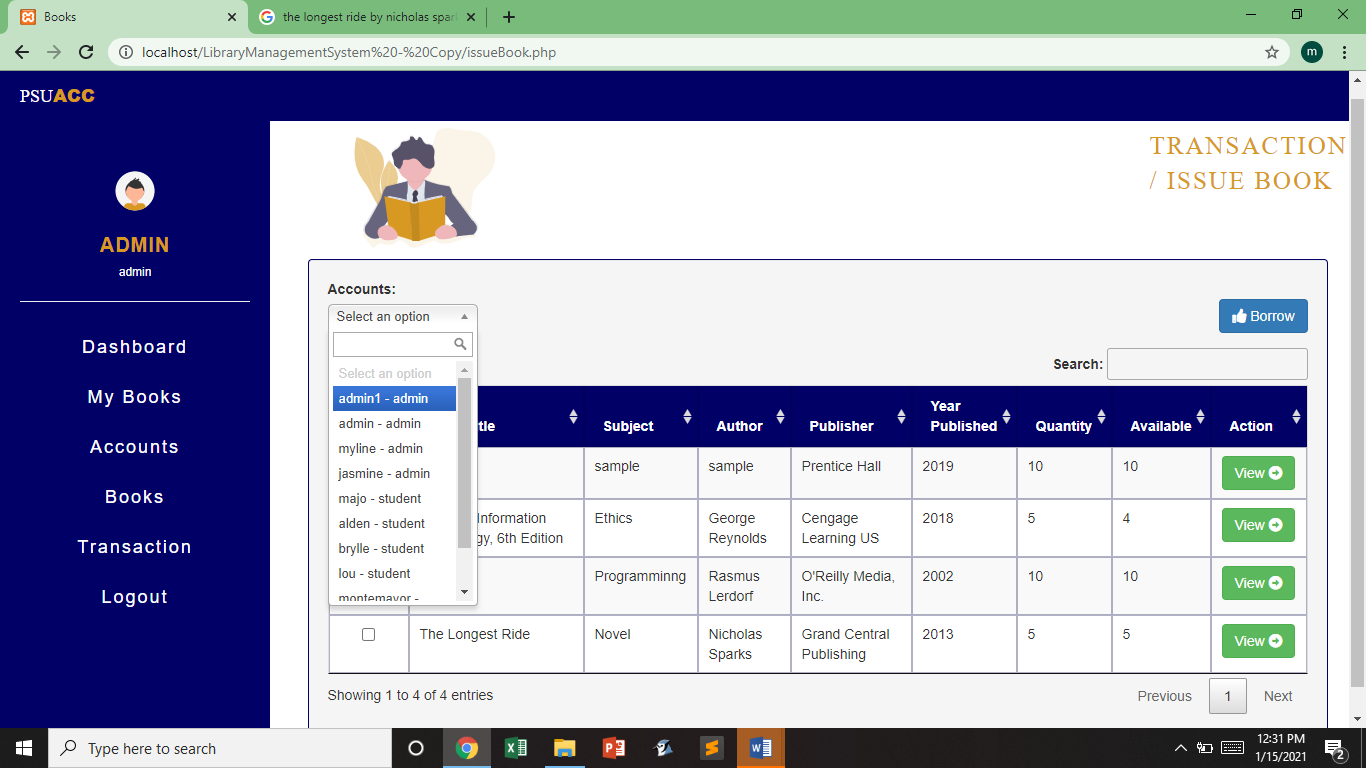 Books
the longest ride by nicholas spar
localhost/LibraryManagementSystem%20-%20Copy/issueBook.php
m
PSUACC
ADMIN
admin
Dashboard
My Books
Accounts
Books
Transaction
Logout
TRANSACTION
/ ISSUE BOOK
Accounts:
Select an option
Borrow
Search:
Select an option
admin1 - admin
admin - admin
myline - admin
jasmine - admin
majo - student
alden - student
brylle - student
lou - student
montemayor -
tle Subject Author Publisher Year Published Quantity Available Action
sample sample Prentice Hall 2019 10 10 View
Information Ethics George Cengage 2018 5 4 View
gy, 6th Edition Reynolds Learning US
Programminng Rasmus O'Reilly Media, 2002 10 10 View
Lerdorf Inc.
The Longest Ride Novel Nicholas Grand Central 2013 5 5 View
Sparks Publishing
Showing 1 to 4 of 4 entries
Previous 1 Next
Type here to search
12:31 PM
1/15/2021
2